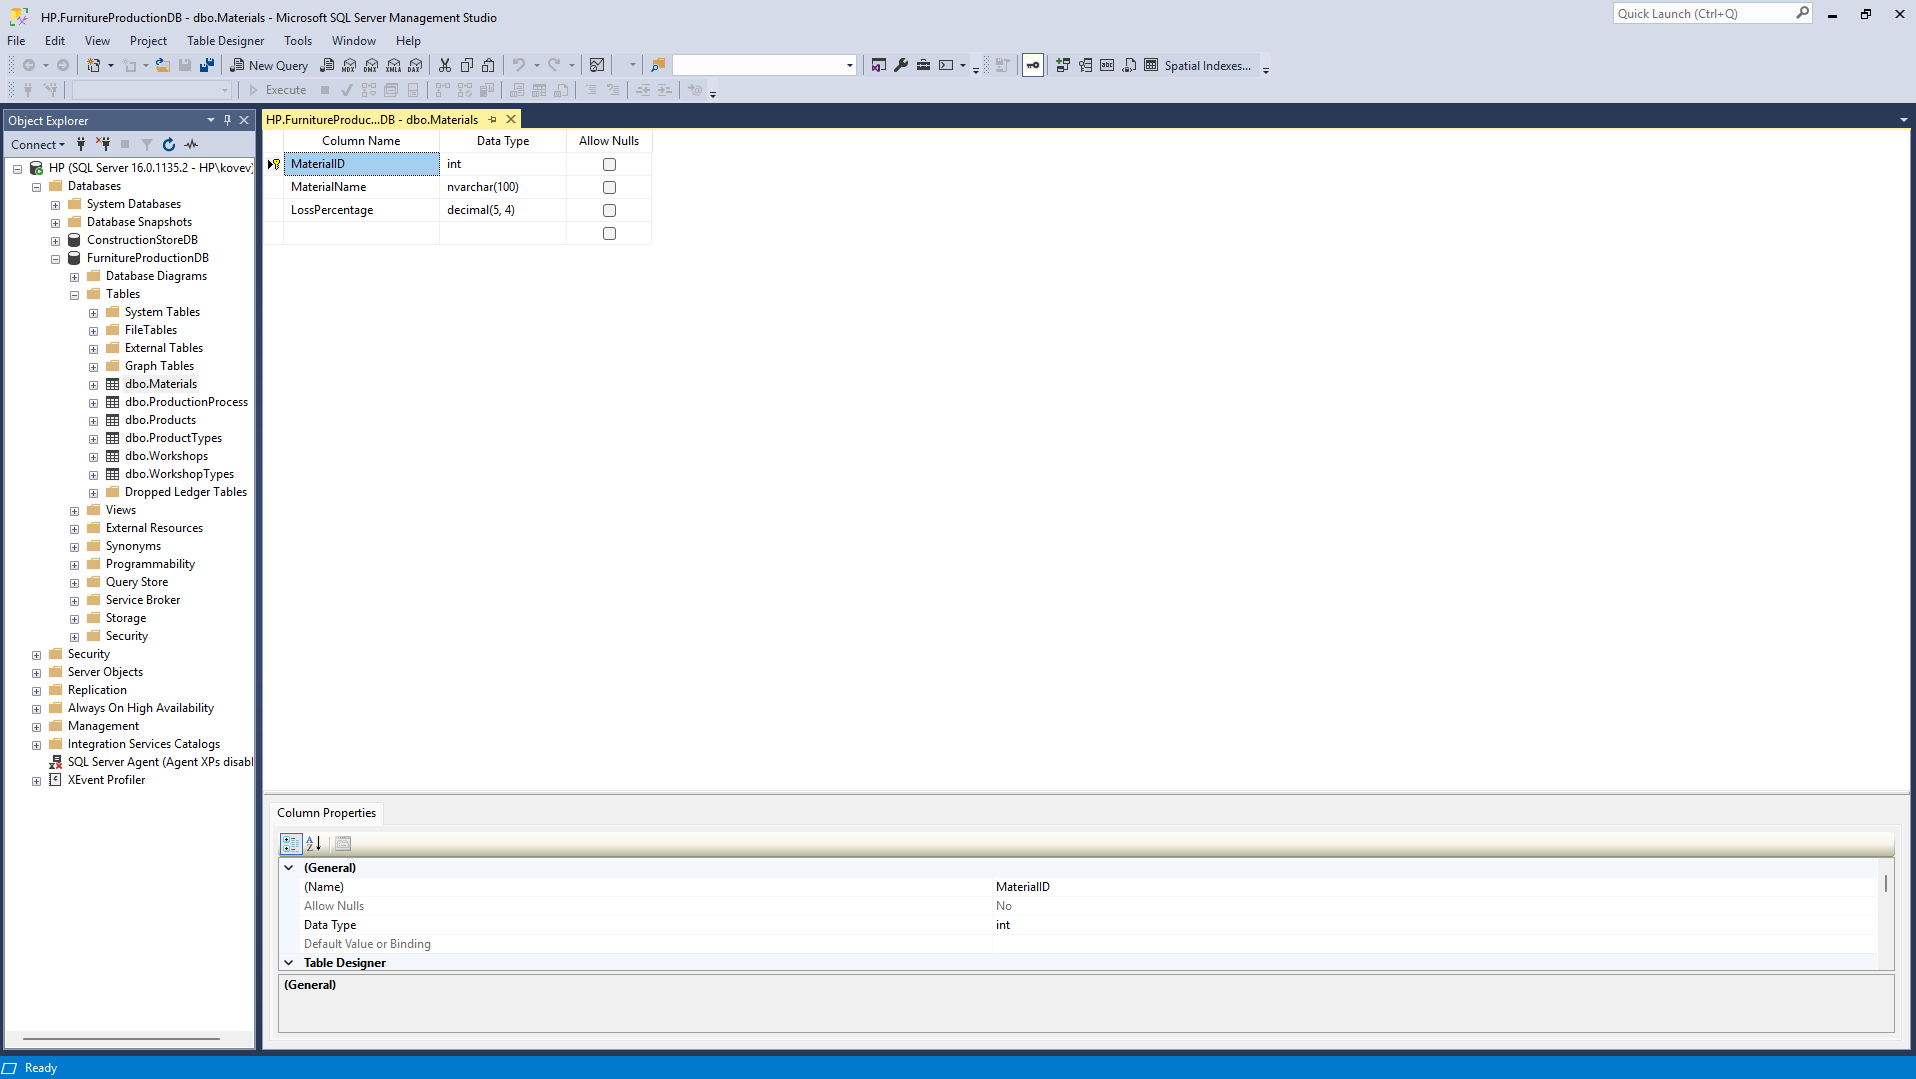 HP.FurnitureProductionDB - dbo.Materials - Microsoft SQL Server Management Studio
Quick Launch (Ctrl+Q)
File Edit View Project Table Designer Tools Window Help
New Query
MDX DMX XMLA DAX
Spatial Indexes...
Execute
Object Explorer
Connect
HP (SQL Server 16.0.1135.2 - HP\kovev)
Databases
System Databases
Database Snapshots
ConstructionStoreDB
FurnitureProductionDB
Database Diagrams
Tables
System Tables
FileTables
External Tables
Graph Tables
dbo.Materials
dbo.ProductionProcess
dbo.Products
dbo.ProductTypes
dbo.Workshops
dbo.WorkshopTypes
Dropped Ledger Tables
Views
External Resources
Synonyms
Programmability
Query Store
Service Broker
Storage
Security
Security
Server Objects
Replication
Always On High Availability
Management
Integration Services Catalogs
SQL Server Agent (Agent XPs disabl
XEvent Profiler
HP.FurnitureProduc...DB - dbo.Materials
Column Name Data Type Allow Nulls
MaterialID int
MaterialName nvarchar(100)
LossPercentage decimal(5, 4)
Column Properties
(General)
(Name) MaterialID
Allow Nulls No
Data Type int
Default Value or Binding
Table Designer
(General)
Ready